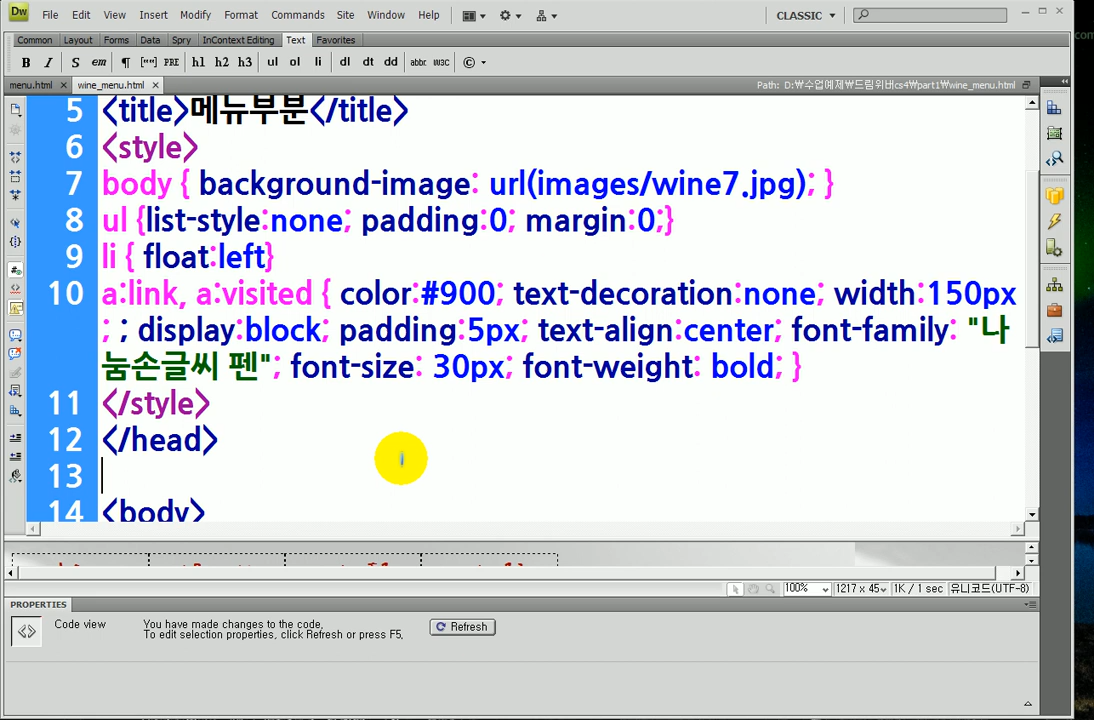 Dw File Edit View Insert Modify Format Commands Site Window Help CLASSIC
Common Layout Forms Data Spry InContext Editing Text Favorites
B I S em ¶ [""] PRE h1 h2 h3 ul ol li dl dt dd abbr. W3C ©
menu.html × wine_menu.html × Path: D:₩수업예제₩드림위버cs4₩part1₩wine_menu.html
5 <title>메뉴부분</title>
6 <style>
7 body { background-image: url(images/wine7.jpg); }
8 ul {list-style:none; padding:0; margin:0;}
9 li { float:left}
10 a:link, a:visited { color:#900; text-decoration:none; width:150px
; ; display:block; padding:5px; text-align:center; font-family: "나
눔손글씨 펜"; font-size: 30px; font-weight: bold; }
11 </style>
12 </head>
13
14 <body>
100% 1217 x 45 1K / 1 sec 유니코드(UTF-8)
PROPERTIES
Code view You have made changes to the code,
To edit selection properties, click Refresh or press F5,
Refresh